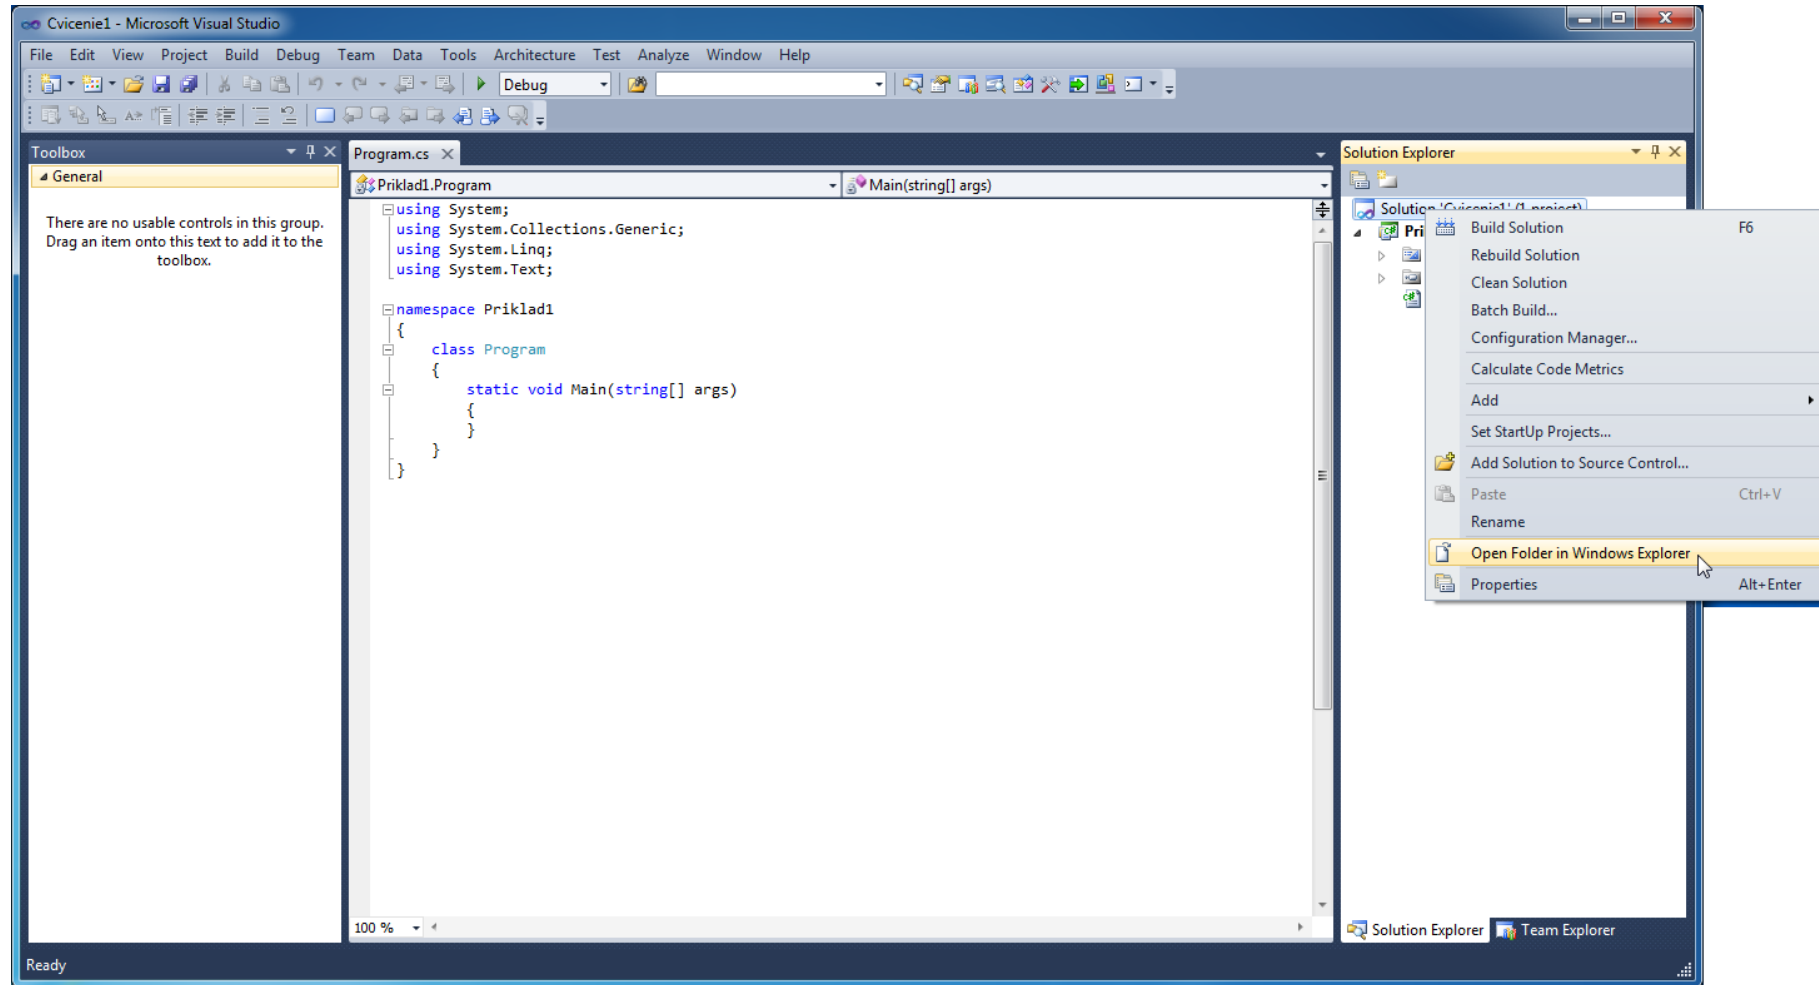 Cvicenie1 - Microsoft Visual Studio
File Edit View Project Build Debug Team Data Tools Architecture Test Analyze Window Help
Debug
Toolbox
General
There are no usable controls in this group.
Drag an item onto this text to add it to the
toolbox.
Program.cs
Priklad1.Program
Main(string[] args)
using System;
using System.Collections.Generic;
using System.Linq;
using System.Text;
namespace Priklad1
{
class Program
{
static void Main(string[] args)
{
}
}
}
100 %
Solution Explorer
Solution 'Cvicenie1' (1 project)
Pri
Build Solution F6
Rebuild Solution
Clean Solution
Batch Build...
Configuration Manager...
Calculate Code Metrics
Add
Set StartUp Projects...
Add Solution to Source Control...
Paste Ctrl+V
Rename
Open Folder in Windows Explorer
Properties Alt+Enter
Solution Explorer Team Explorer
Ready